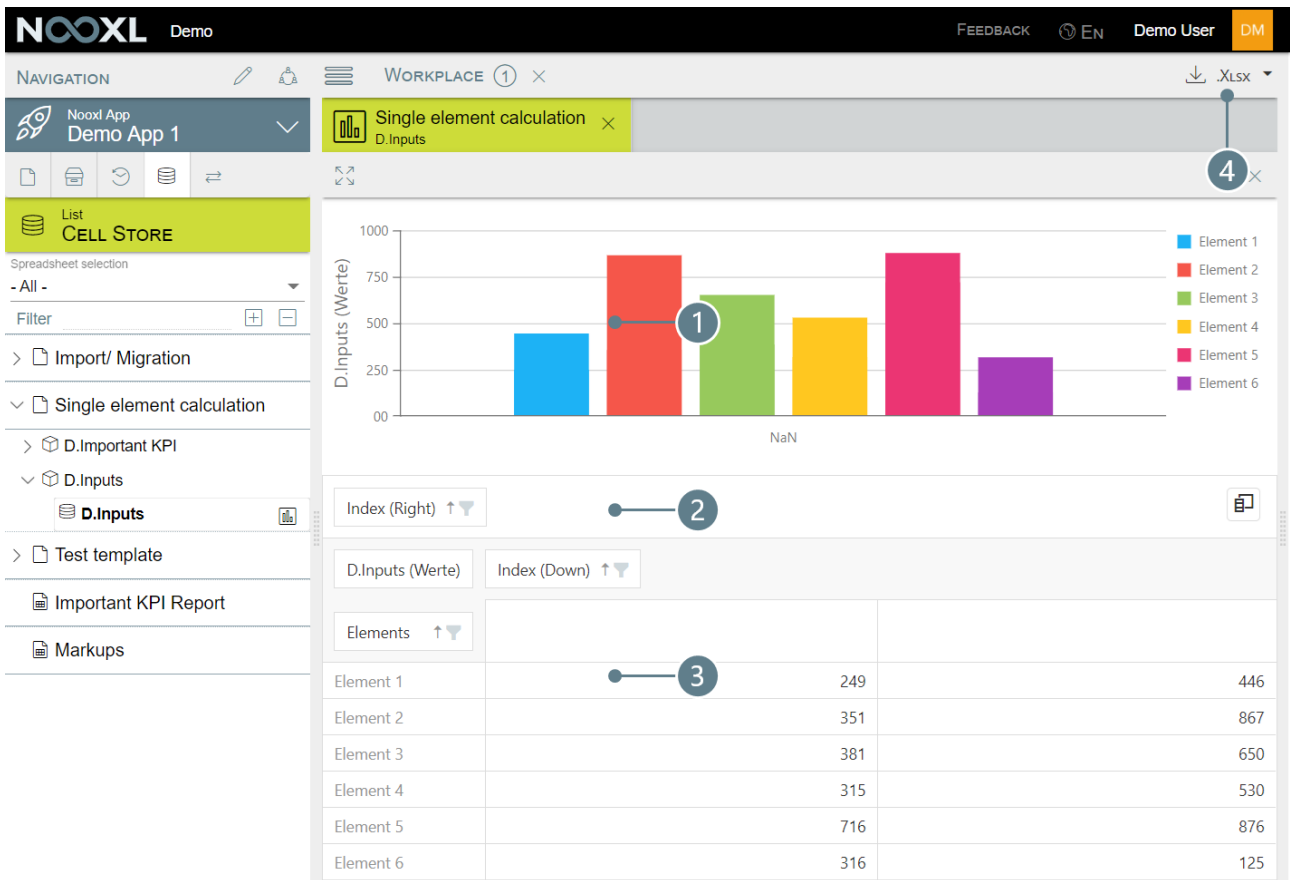 NOOXL Demo FEEDBACK EN Demo User DM
NAVIGATION WORKPLACE 1 .XLSX
Nooxl App
Demo App 1
Single element calculation
D.Inputs
4
List
CELL STORE
Spreadsheet selection
- All -
Filter
Import/ Migration
Single element calculation
D.Important KPI
D.Inputs
D.Inputs
Test template
Important KPI Report
Markups
D.Inputs (Werte)
1000
750
500
250
00
NaN
1
Element 1
Element 2
Element 3
Element 4
Element 5
Element 6
Index (Right) 2
D.Inputs (Werte) Index (Down)
Elements
3
Element 1 249 446
Element 2 351 867
Element 3 381 650
Element 4 315 530
Element 5 716 876
Element 6 316 125